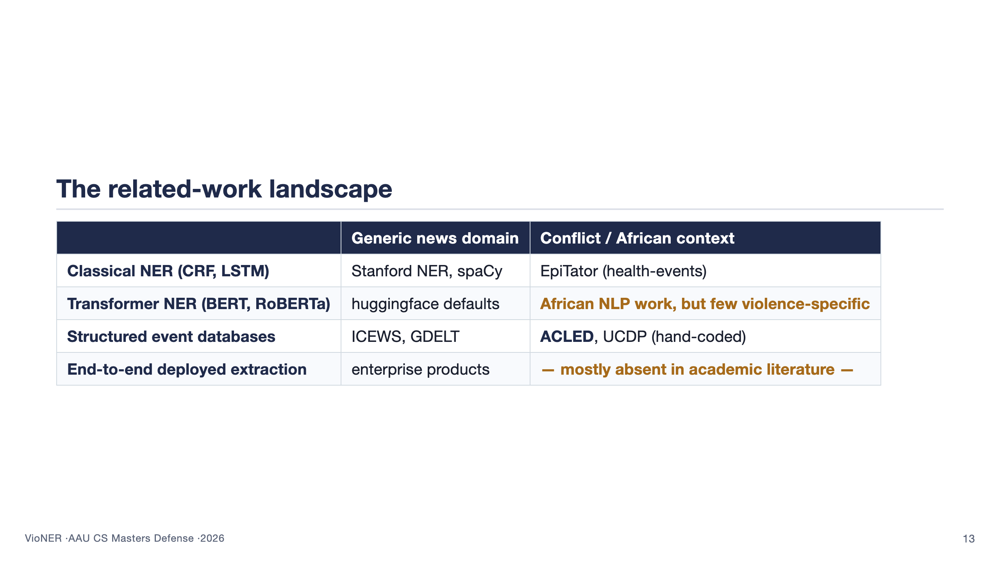 The related-work landscape
Generic news domain Conflict / African context
Classical NER (CRF, LSTM) Stanford NER, spaCy EpiTator (health-events)
Transformer NER (BERT, RoBERTa) huggingface defaults African NLP work, but few violence-specific
Structured event databases ICEWS, GDELT ACLED, UCDP (hand-coded)
End-to-end deployed extraction enterprise products — mostly absent in academic literature —
VioNER ·AAU CS Masters Defense ·2026 13